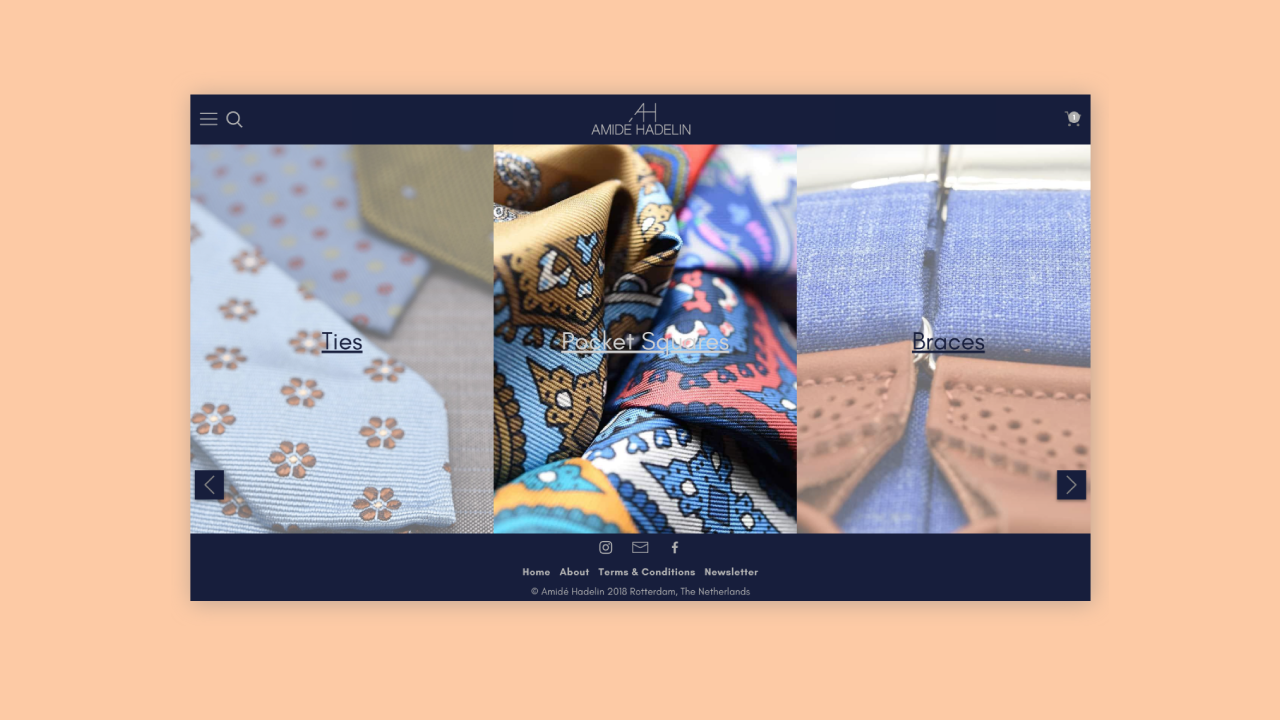 AH
AMIDÉ HADELIN
1
Ties
Pocket Squares
Braces
Home About Terms & Conditions Newsletter
© Amidé Hadelin 2018 Rotterdam, The Netherlands